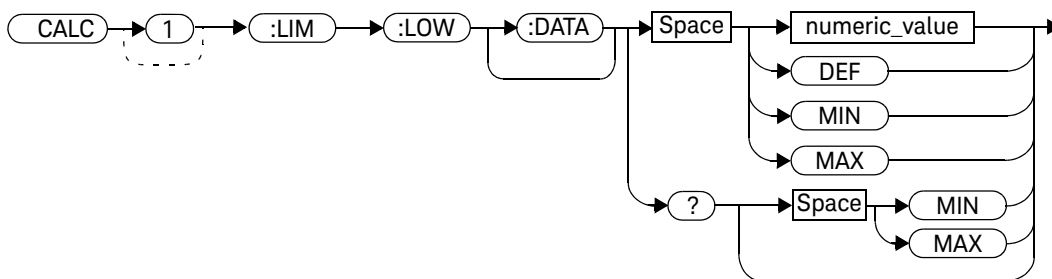 CALC 1 :LIM :LOW :DATA Space numeric_value
DEF
MIN
MAX
? Space MIN
MAX